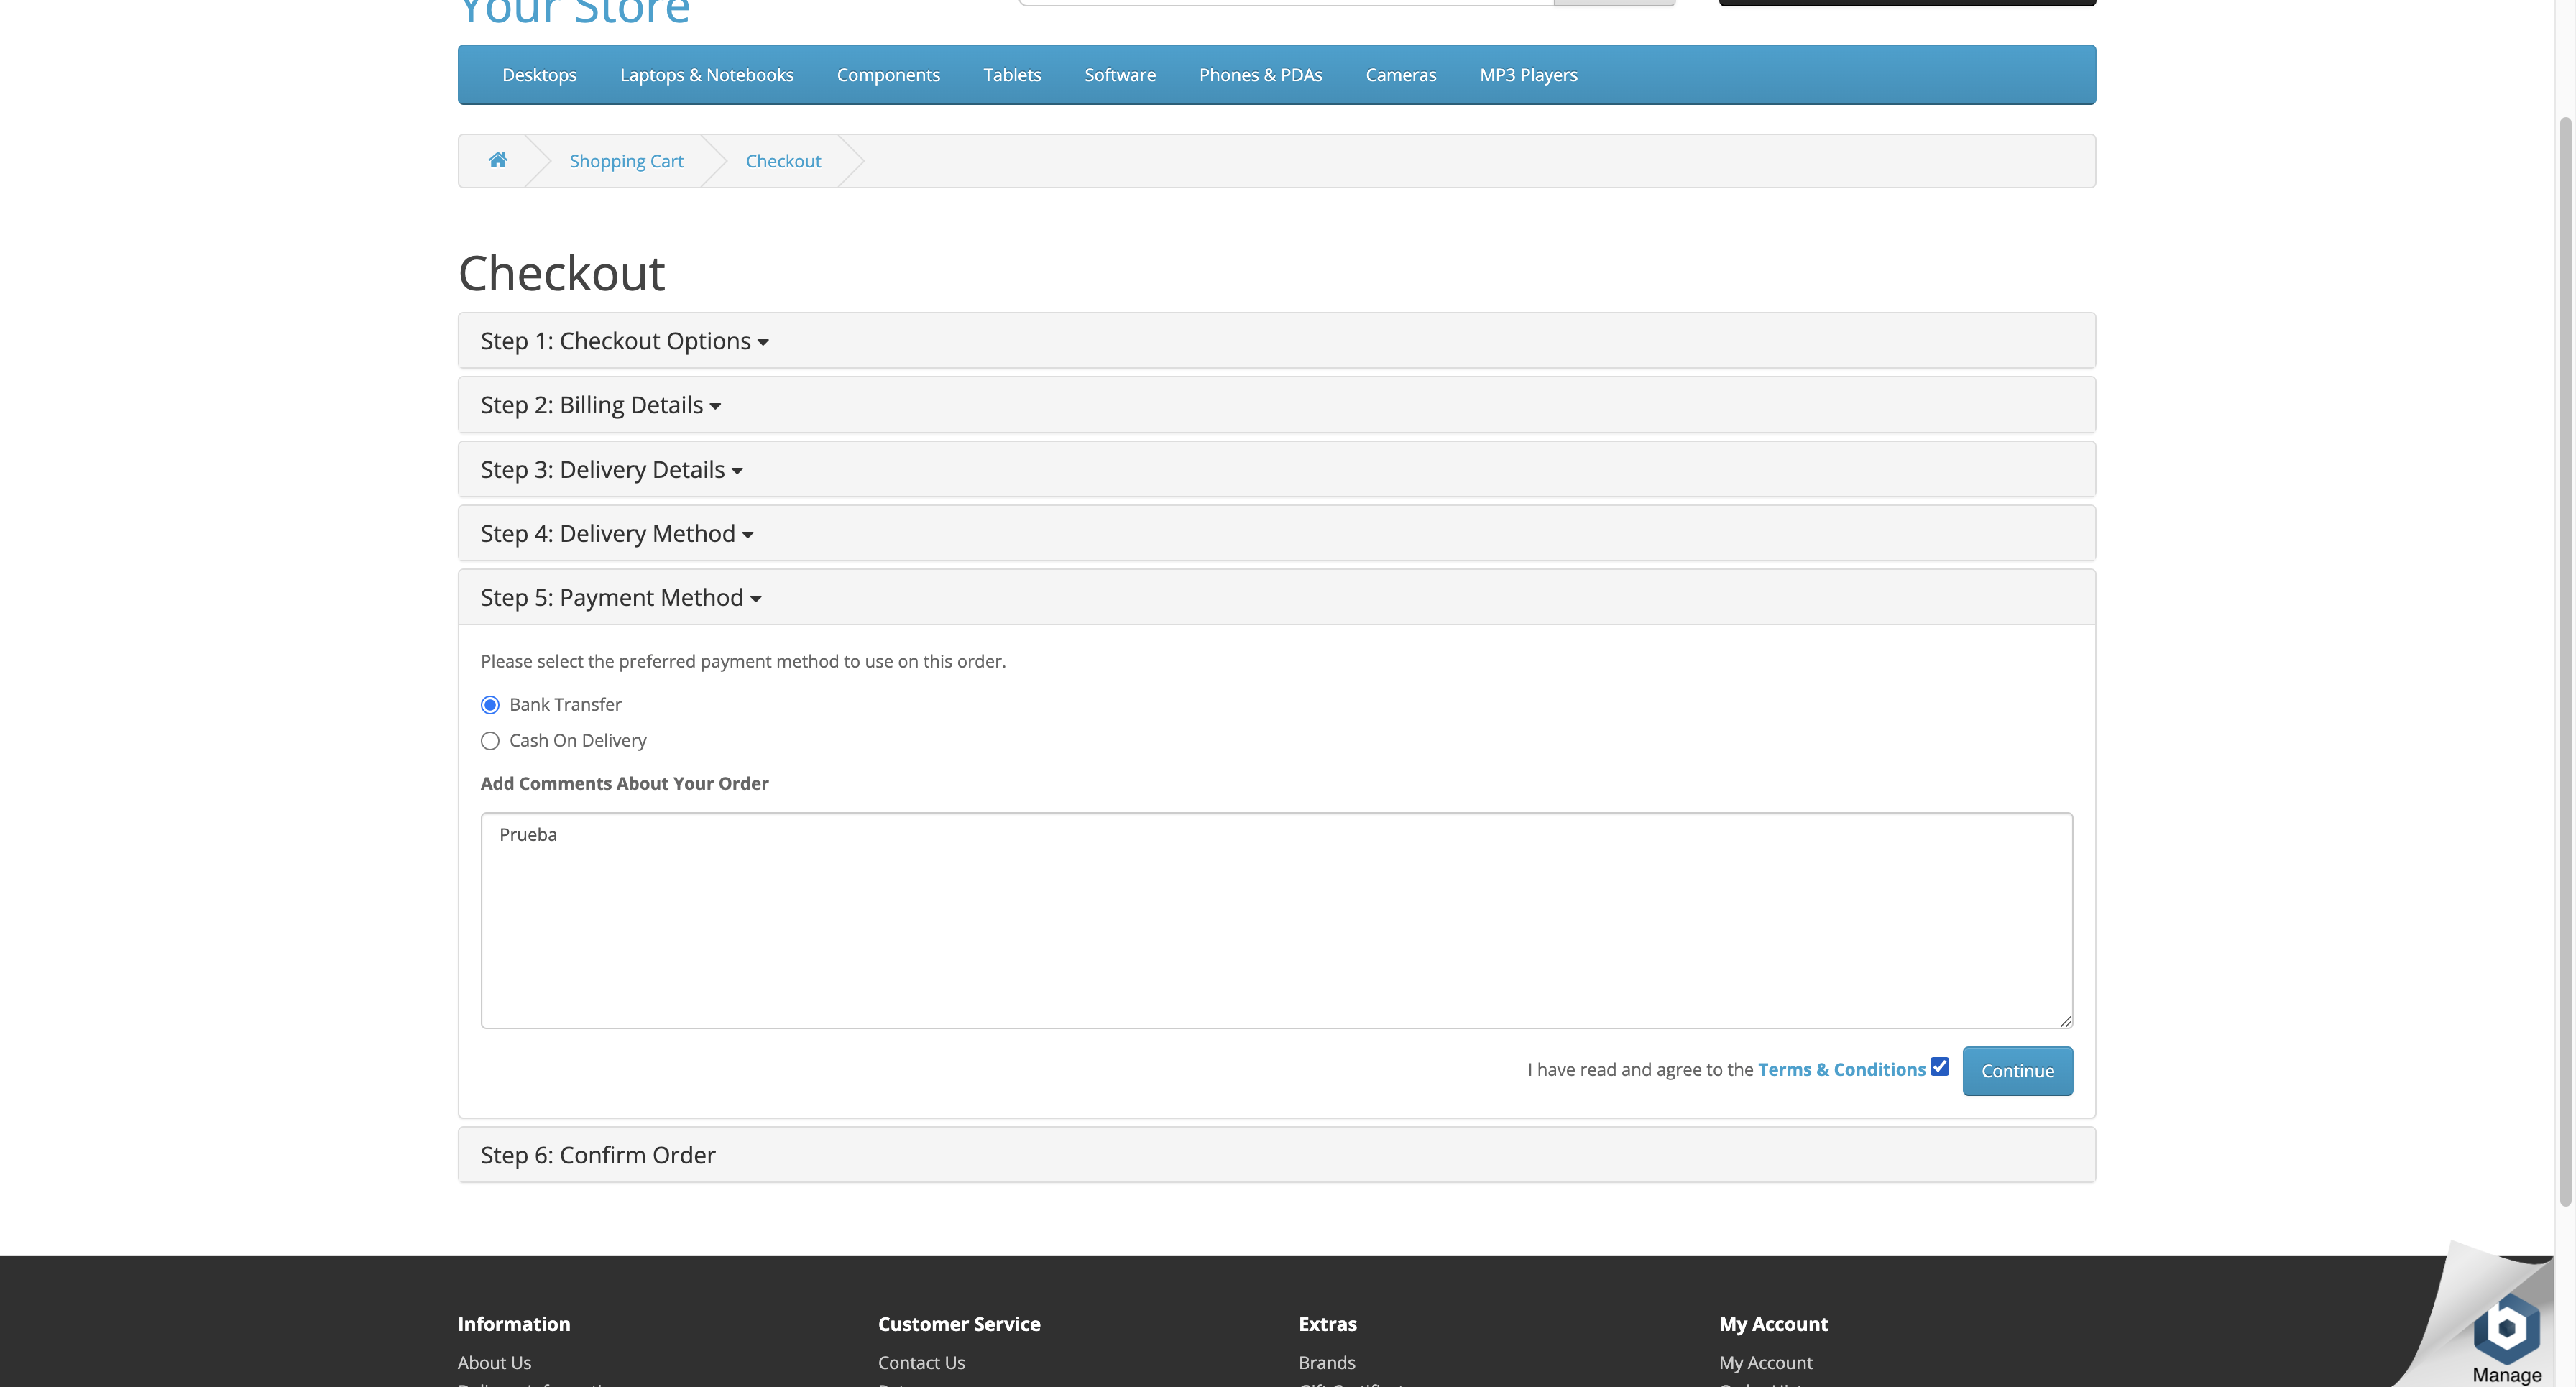 Your Store
Desktops Laptops & Notebooks Components Tablets Software Phones & PDAs Cameras MP3 Players
Shopping Cart Checkout
Checkout
Step 1: Checkout Options
Step 2: Billing Details
Step 3: Delivery Details
Step 4: Delivery Method
Step 5: Payment Method
Please select the preferred payment method to use on this order.
Bank Transfer
Cash On Delivery
Add Comments About Your Order
Prueba
I have read and agree to the Terms & Conditions Continue
Step 6: Confirm Order
Information Customer Service Extras My Account
About Us Contact Us Brands My Account
Manage